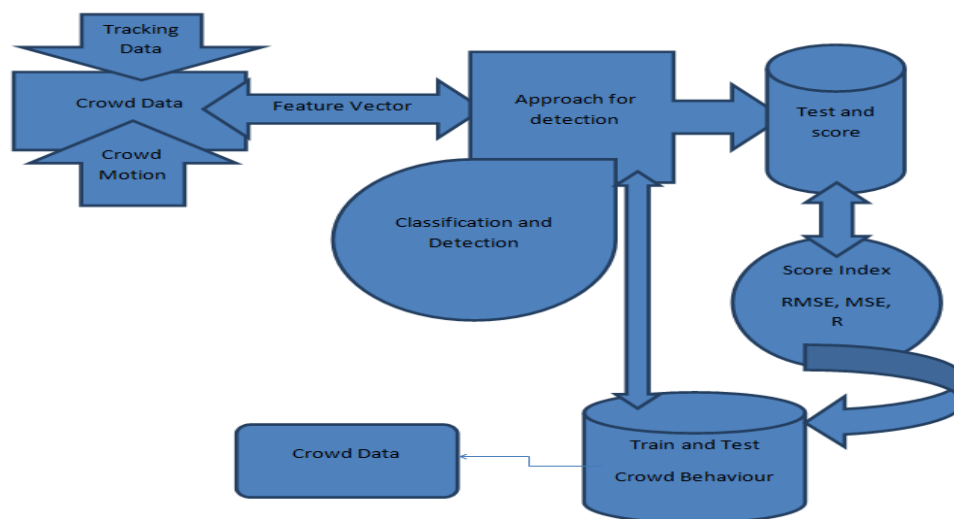 Tracking
Data
Crowd Data
Crowd
Motion
Feature Vector
Approach for
detection
Test and
score
Classification and
Detection
Score Index
RMSE, MSE,
R
Train and Test
Crowd Behaviour
Crowd Data